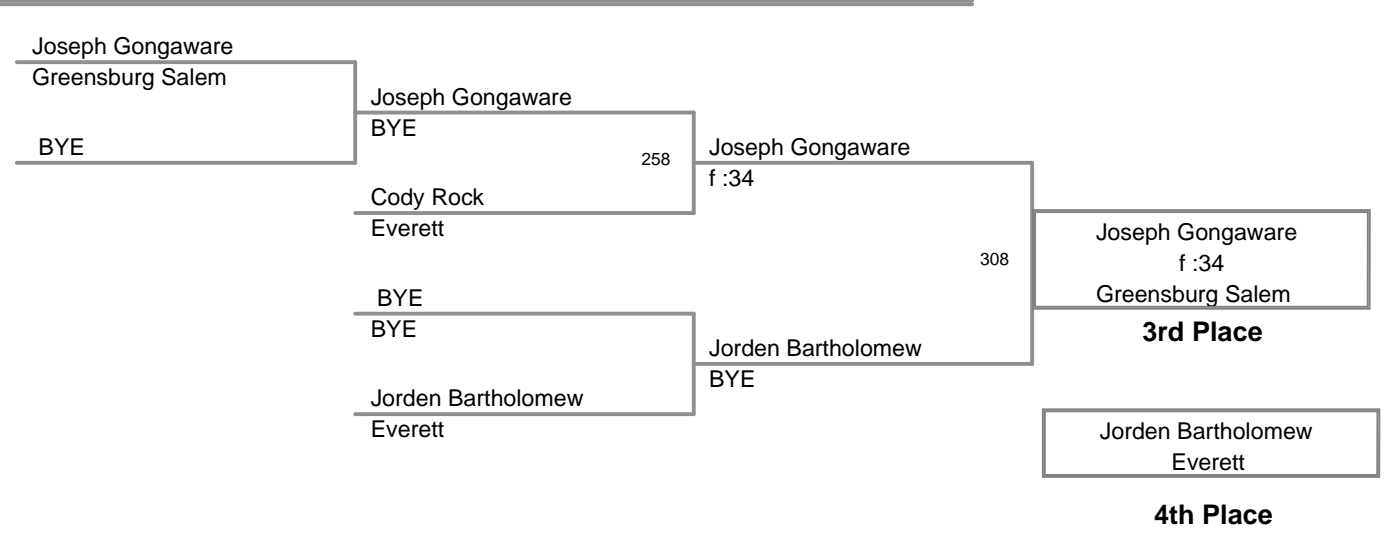 Joseph Gongaware
Greensburg Salem
BYE
Joseph Gongaware
BYE
258
Cody Rock
Everett
BYE
BYE
Jorden Bartholomew
Everett
Joseph Gongaware
f :34
308
Jorden Bartholomew
BYE
Joseph Gongaware
f :34
Greensburg Salem
3rd Place
Jorden Bartholomew
Everett
4th Place